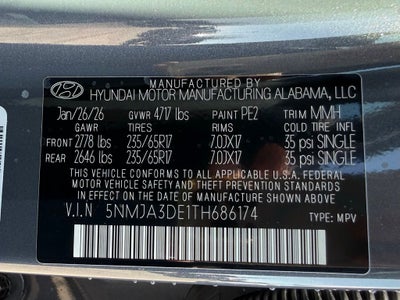 MANUFACTURED BY
HYUNDAI MOTOR MANUFACTURING ALABAMA, LLC
Jan/26/26 GVWR 4717 lbs PAINT PE2 TRIM MMH
GAWR TIRES RIMS Cold Infl
FRONT 2778 lbs 235/65R17 7.0JX17 35 psi SINGLE
REAR 2646 lbs 235/65R17 7.0JX17 35 psi SINGLE
THIS VEHICLE CONFORMS TO ALL APPLICABLE U.S.A. FEDERAL
MOTOR VEHICLE SAFETY, BUMPER, AND THEFT PREVENTION STANDARDS
IN EFFECT ON THE DATE OF MANUFACTURE SHOWN ABOVE.
V.I.N 5NMJA3DE1TH686174 TYPE: MPV